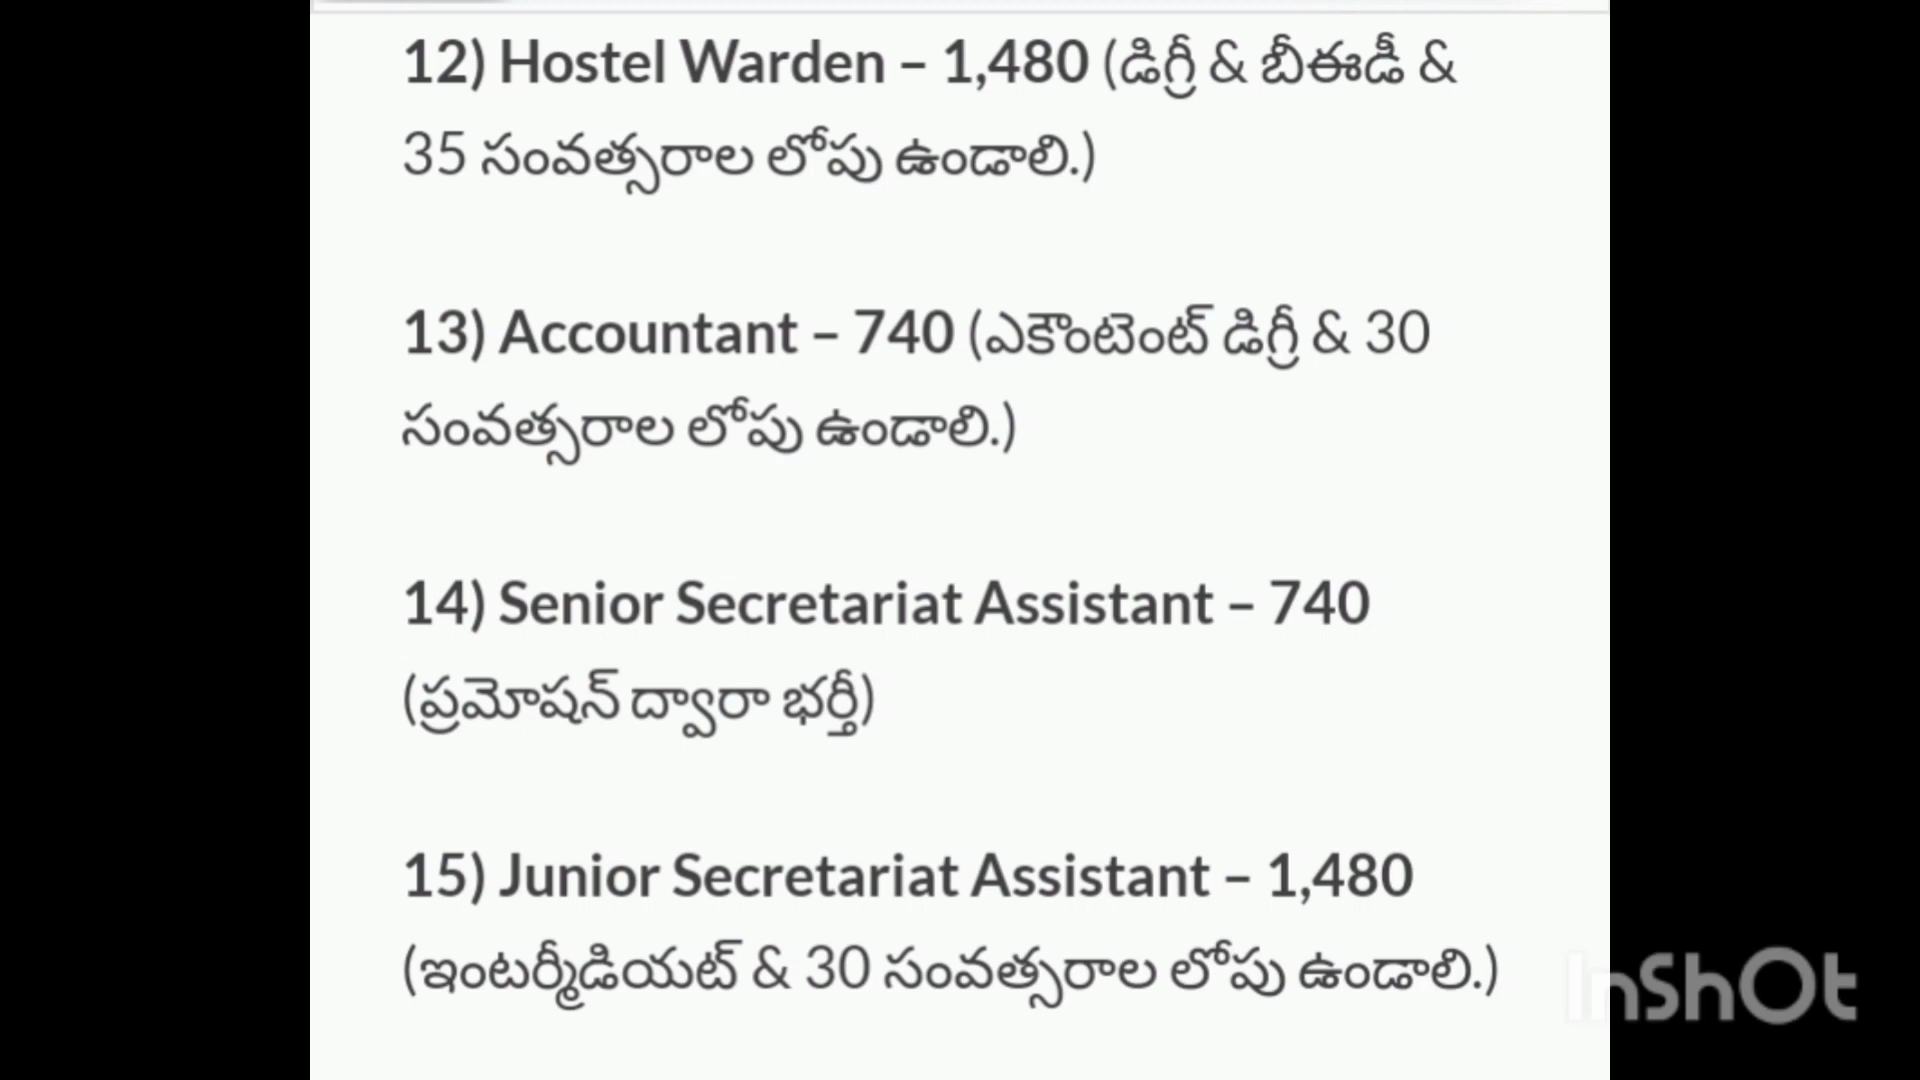 12) Hostel Warden – 1,480 (డిగ్రీ & బీఈడీ &
35 సంవత్సరాల లోపు ఉండాలి.)
13) Accountant – 740 (ఎకౌంటెంట్ డిగ్రీ & 30
సంవత్సరాల లోపు ఉండాలి.)
14) Senior Secretariat Assistant – 740
(ప్రమోషన్ ద్వారా భర్తీ)
15) Junior Secretariat Assistant – 1,480
(ఇంటర్మీడియట్ & 30 సంవత్సరాల లోపు ఉండాలి.)
InShOt